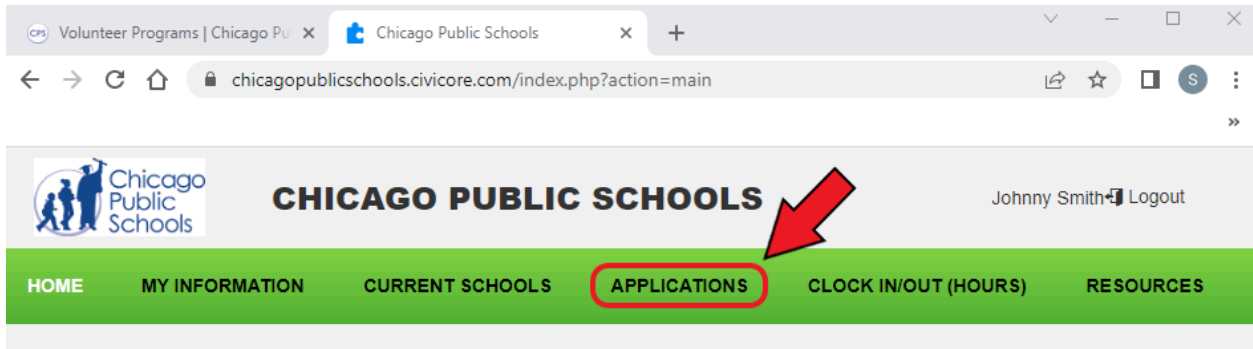 CPS Volunteer Programs | Chicago Pu Chicago Public Schools
chicagopublicschools.civicore.com/index.php?action=main S
Chicago
Public
Schools
CHICAGO PUBLIC SCHOOLS
Johnny Smith Logout
HOME MY INFORMATION CURRENT SCHOOLS APPLICATIONS CLOCK IN/OUT (HOURS) RESOURCES